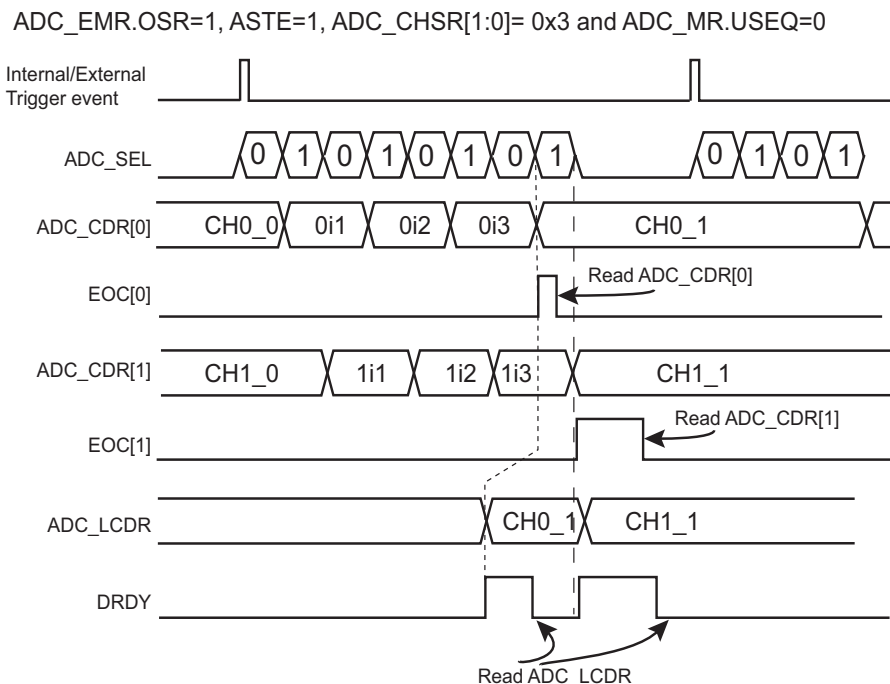 ADC_EMR.OSR=1, ASTE=1, ADC_CHSR[1:0]= 0x3 and ADC_MR.USEQ=0
Internal/External
Trigger event
ADC_SEL 0 1 0 1 0 1 0 1 0 1 0 1
ADC_CDR[0] CH0_0 0i1 0i2 0i3 CH0_1
EOC[0] Read ADC_CDR[0]
ADC_CDR[1] CH1_0 1i1 1i2 1i3 CH1_1
EOC[1] Read ADC_CDR[1]
ADC_LCDR CH0_1 CH1_1
DRDY
Read ADC_LCDR